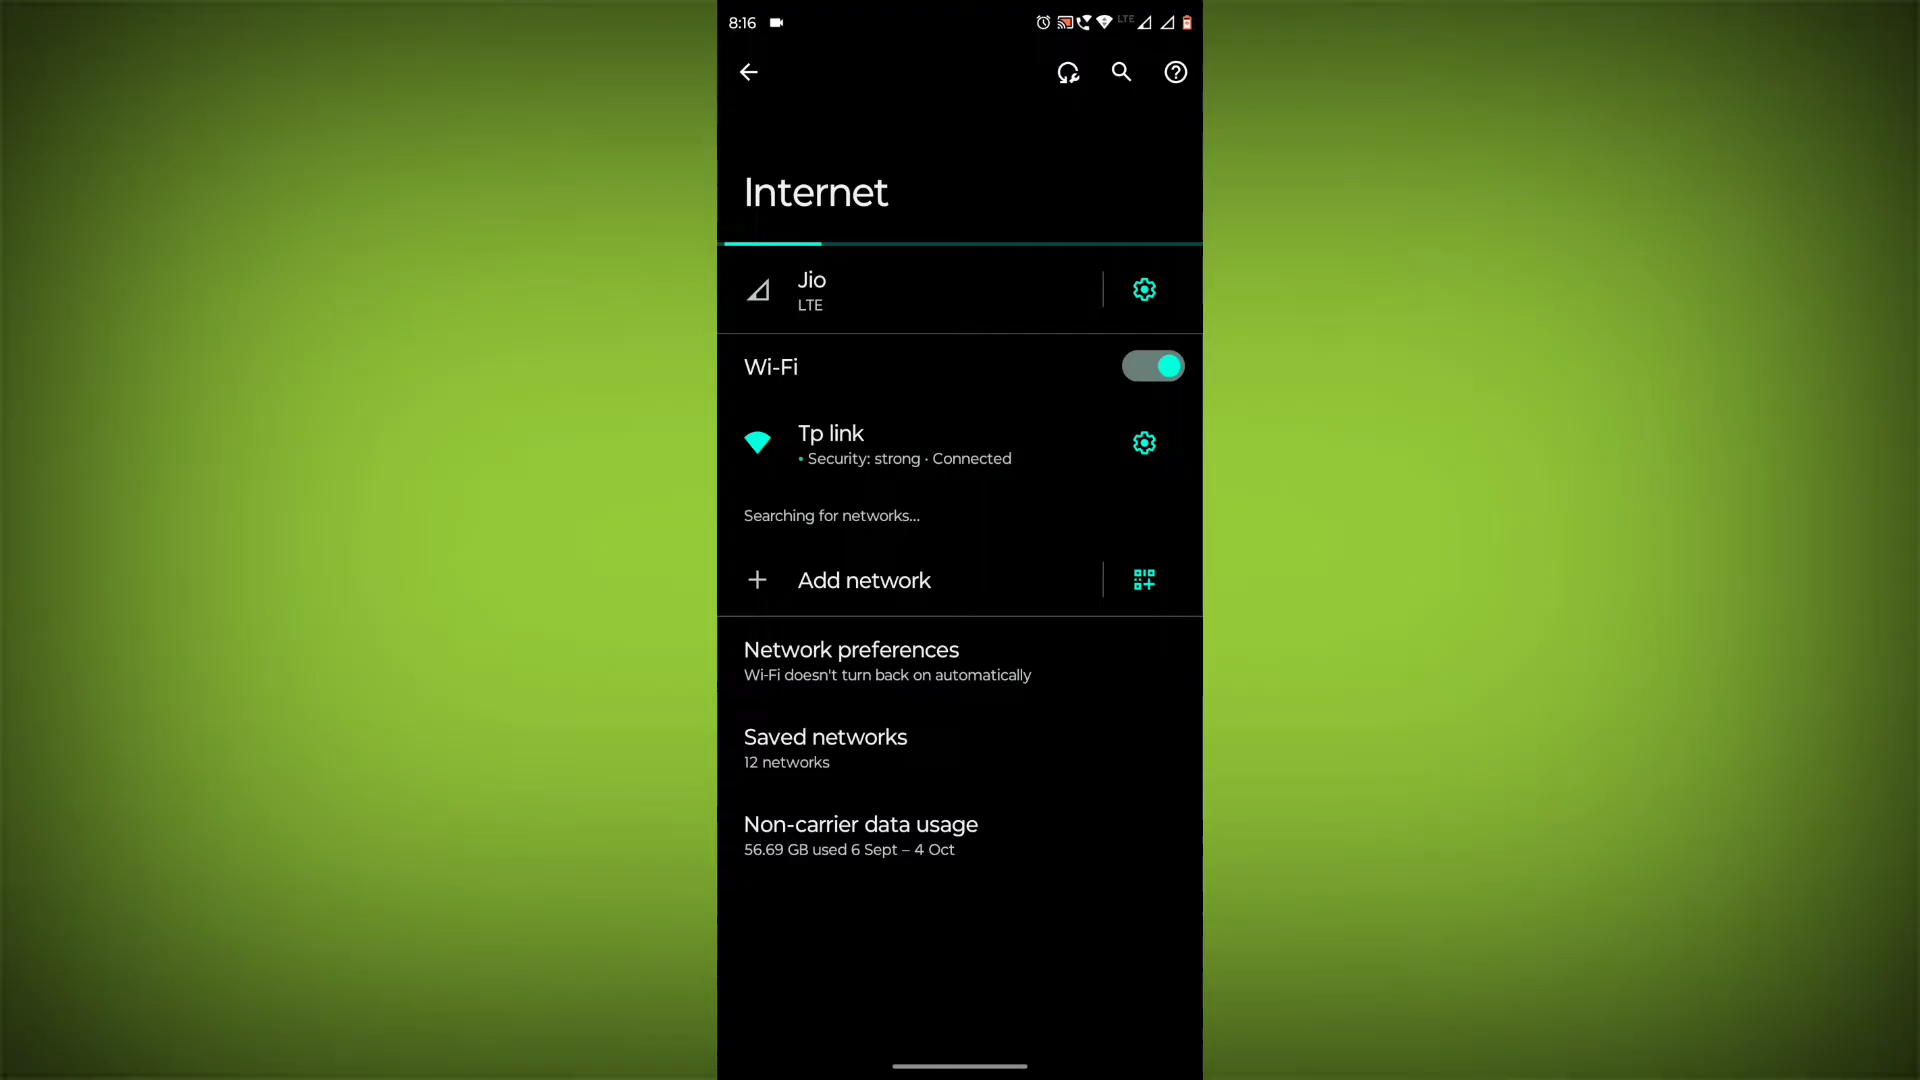 8:16
LTE
Internet
Jio
LTE
Wi-Fi
Tp link
• Security: strong · Connected
Searching for networks...
Add network
Network preferences
Wi-Fi doesn't turn back on automatically
Saved networks
12 networks
Non-carrier data usage
56.69 GB used 6 Sept – 4 Oct